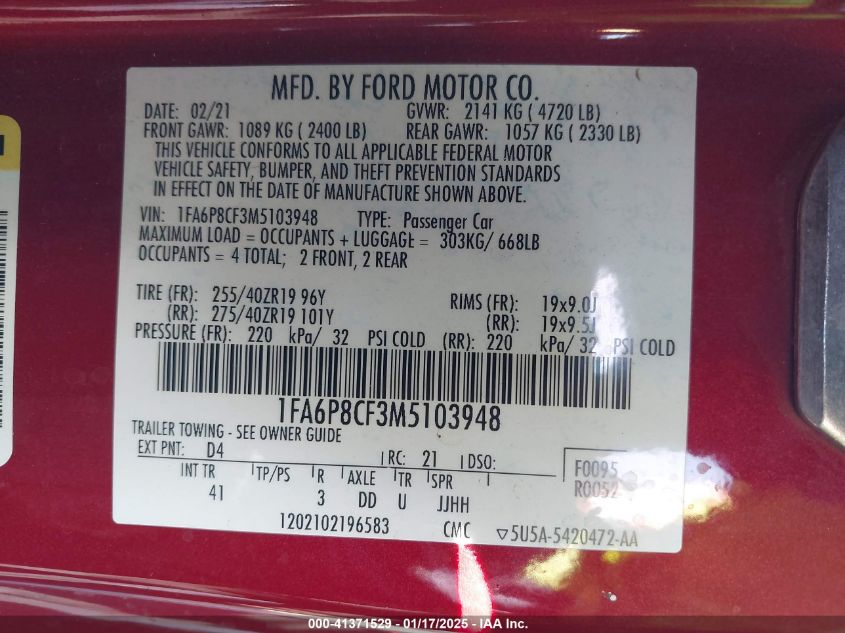 MFD. BY FORD MOTOR CO.
DATE: 02/21 GVWR: 2141 KG ( 4720 LB)
FRONT GAWR: 1089 KG ( 2400 LB) REAR GAWR: 1057 KG ( 2330 LB)
THIS VEHICLE CONFORMS TO ALL APPLICABLE FEDERAL MOTOR
VEHICLE SAFETY, BUMPER, AND THEFT PREVENTION STANDARDS
IN EFFECT ON THE DATE OF MANUFACTURE SHOWN ABOVE.
VIN: 1FA6P8CF3M5103948 TYPE: Passenger Car
MAXIMUM LOAD = OCCUPANTS + LUGGAGE = 303KG/ 668LB
OCCUPANTS = 4 TOTAL; 2 FRONT, 2 REAR
TIRE (FR): 255/40ZR19 96Y RIMS (FR): 19x9.0J
(RR): 275/40ZR19 101Y (RR): 19x9.5J
PRESSURE (FR): 220 kPa/ 32 PSI COLD (RR): 220 kPa/ 32 PSI COLD
1FA6P8CF3M5103948
TRAILER TOWING - SEE OWNER GUIDE
EXT PNT: D4 RC: 21 DSO: F0095
INT TR TP/PS R AXLE TR SPR R0052
41 3 DD U JJHH
1202102196583 CMC ▽5U5A-5420472-AA
000-41371529 - 01/17/2025 - IAA Inc.